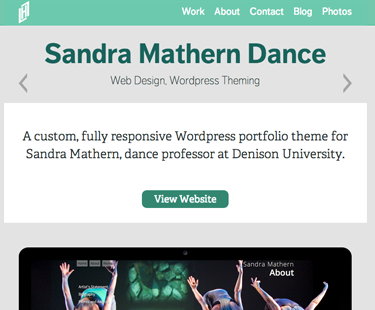 Work About Contact Blog Photos
Sandra Mathern Dance
Web Design, Wordpress Theming
A custom, fully responsive Wordpress portfolio theme for
Sandra Mathern, dance professor at Denison University.
View Website
Sandra Mathern
About